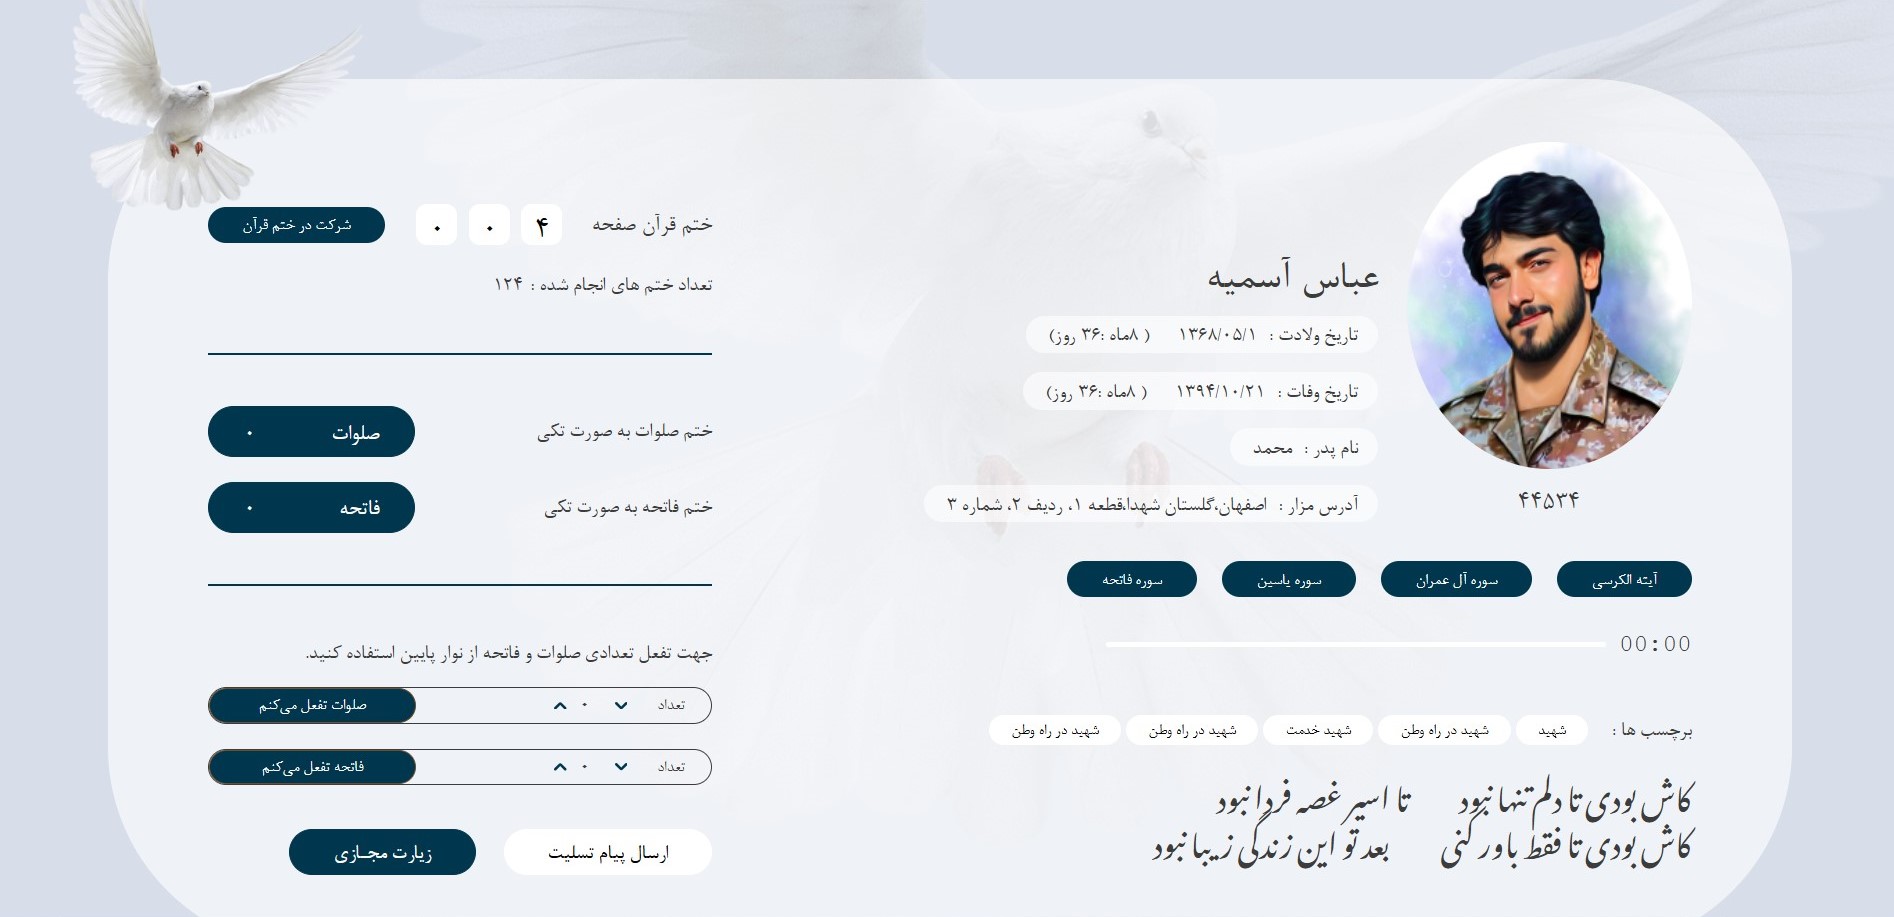 عباس آسمیه
تاریخ ولادت : ۱۳۶۸/۰۵/۱ ( ۸ماه :۳۶ روز)
تاریخ وفات : ۱۳۹۴/۱۰/۲۱ ( ۸ماه :۳۶ روز)
نام پدر : محمد
آدرس مزار : اصفهان،گلستان شهدا،قطعه ۱، ردیف ۲، شماره ۳
۴۴۵۳۴
آیته الکرسی
سوره آل عمران
سوره یاسین
سوره فاتحه
00:00
برچسب ها : شهید شهید در راه وطن شهید خدمت شهید در راه وطن شهید در راه وطن
کاش بودی تا دلم تنها نبود تا اسیر غصه فردا نبود
کاش بودی تا فقط باور کنی بعد تو این زندگی زیبا نبود
ختم قرآن صفحه ۴ ۰ ۰ شرکت در ختم قرآن
تعداد ختم های انجام شده : ۱۲۴
ختم صلوات به صورت تکی صلوات ۰
ختم فاتحه به صورت تکی فاتحه ۰
جهت تفعل تعدادی صلوات و فاتحه از نوار پایین استفاده کنید.
تعداد ۰ صلوات تفعل می‌کنم
تعداد ۰ فاتحه تفعل می‌کنم
ارسال پیام تسلیت زیارت مجـازی